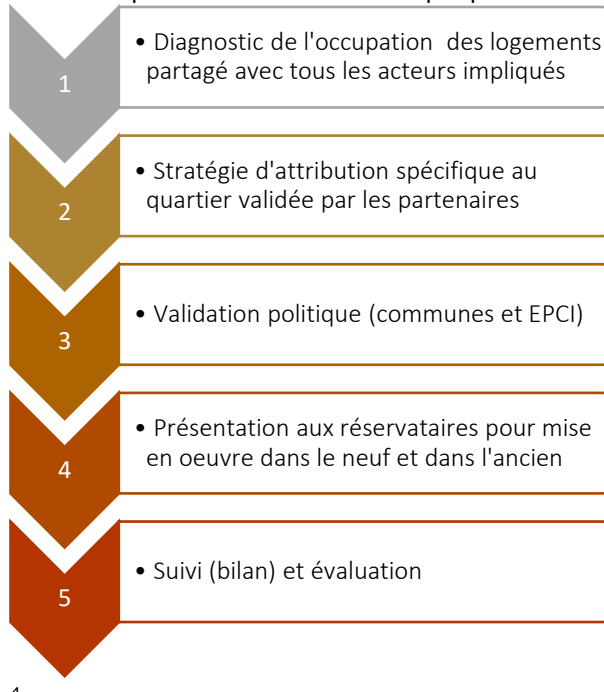 1
• Diagnostic de l'occupation des logements
partagé avec tous les acteurs impliqués
2
• Stratégie d'attribution spécifique au
quartier validée par les partenaires
3
• Validation politique (communes et EPCI)
4
• Présentation aux réservataires pour mise
en oeuvre dans le neuf et dans l'ancien
5
• Suivi (bilan) et évaluation